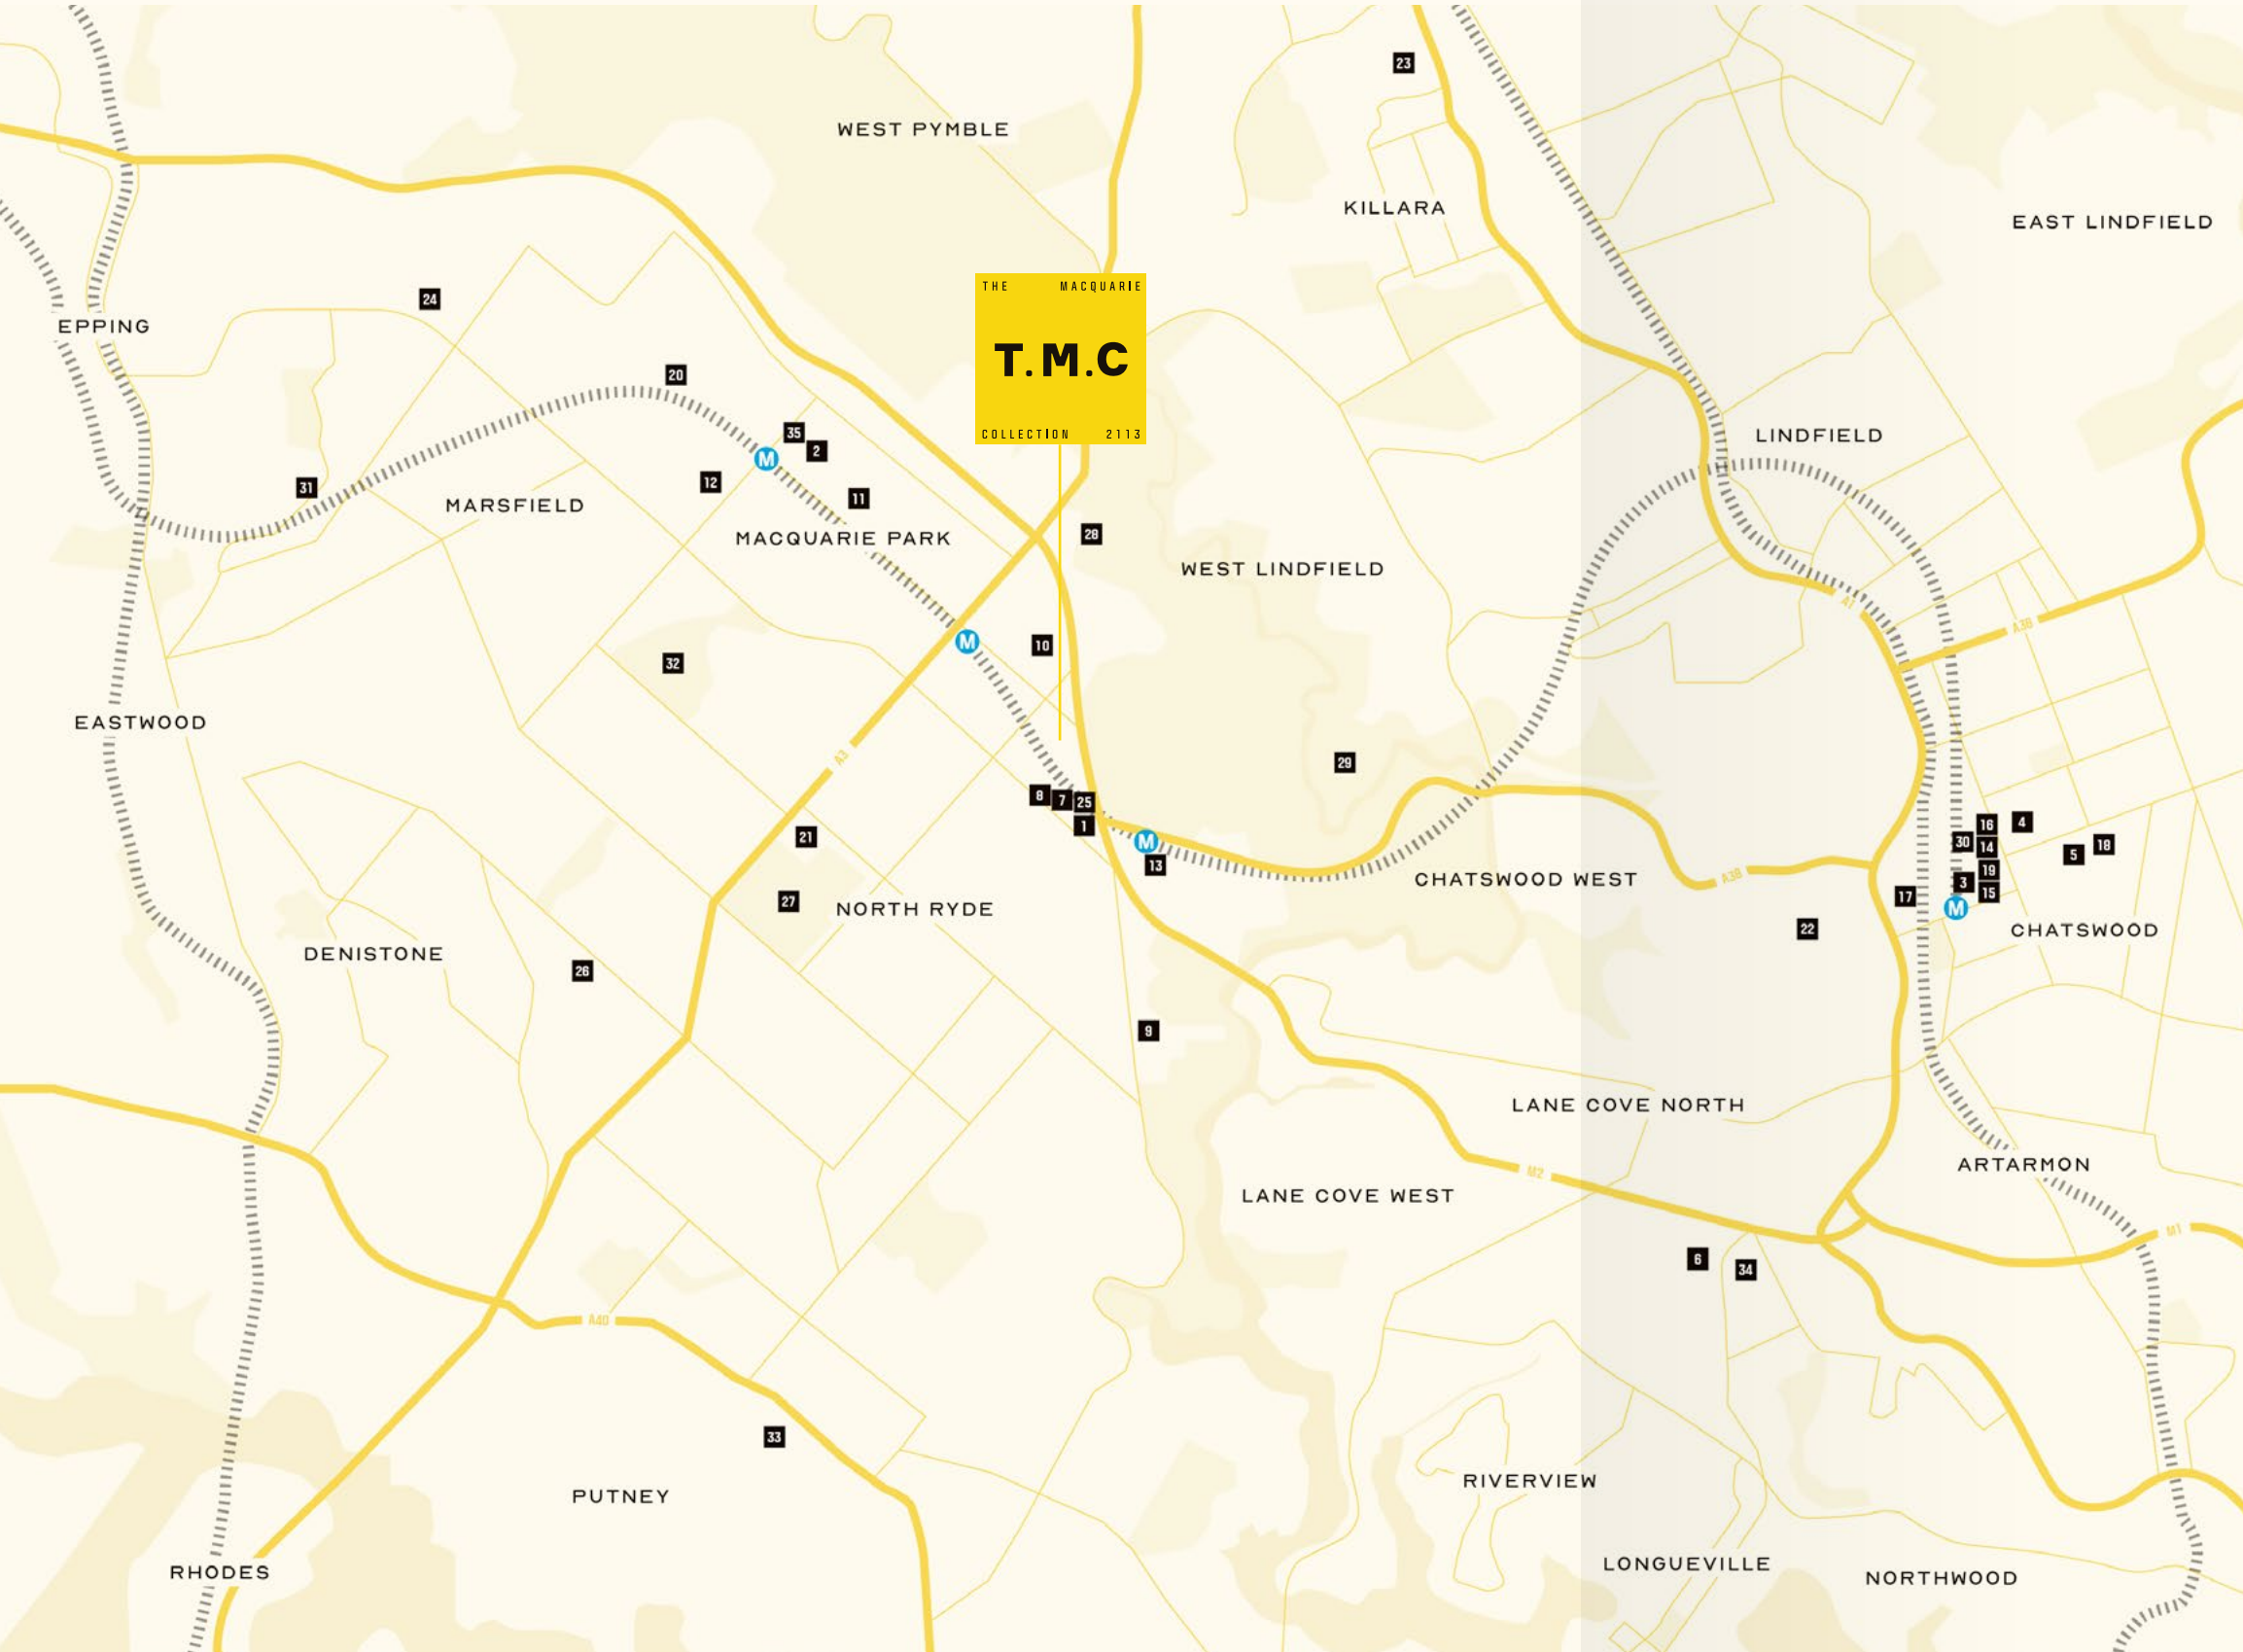 23
WEST PYMBLE
KILLARA
EAST LINDFIELD
THE MACQUARIE
T.M.C
COLLECTION 2113
24
EPPING
20
35
M
2
LINDFIELD
12
31
11
MARSFIELD
MACQUARIE PARK
28
WEST LINDFIELD
A1
A38
M
10
32
EASTWOOD
A3
29
8
7
25
1
21
M
13
16
4
30
14
18
5
19
3
15
17
M
CHATSWOOD WEST
A38
27
NORTH RYDE
22
CHATSWOOD
DENISTONE
26
9
LANE COVE NORTH
ARTARMON
M2
LANE COVE WEST
M1
6
34
A40
33
RIVERVIEW
PUTNEY
LONGUEVILLE
RHODES
NORTHWOOD